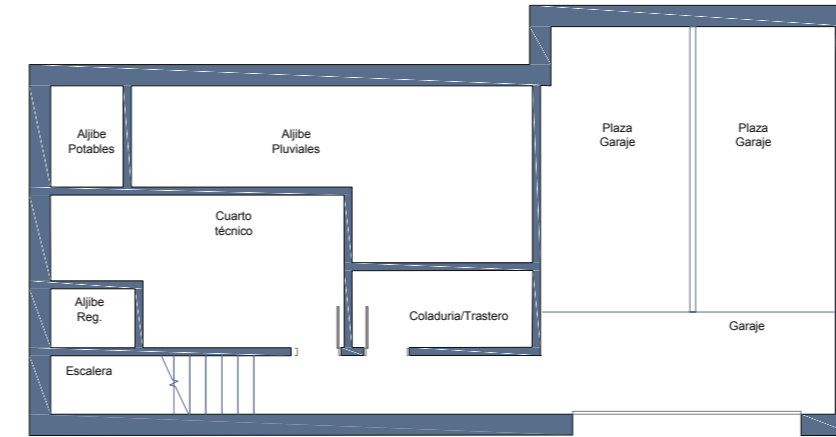 Aljibe
Potables
Aljibe
Pluviales
Plaza
Garaje
Plaza
Garaje
Cuarto
técnico
Aljibe
Reg.
Coladuria/Trastero
Garaje
Escalera